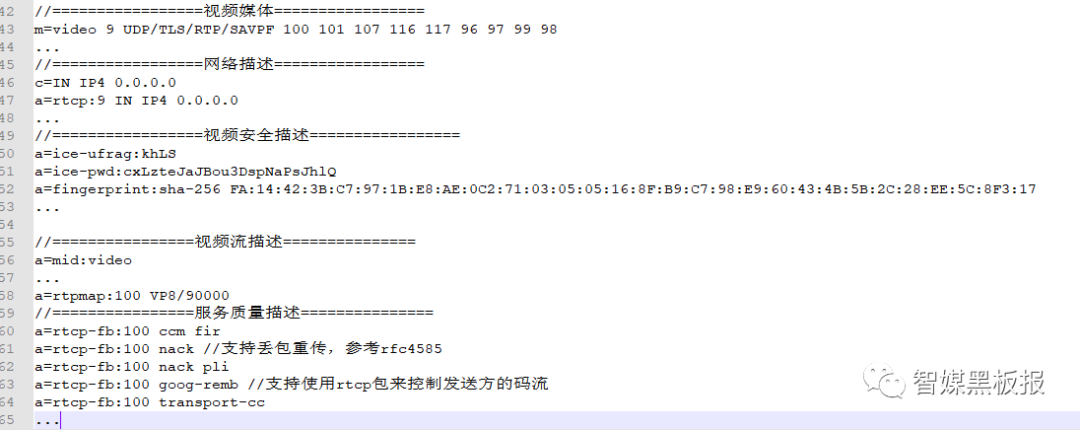 42 //=================视频媒体=================
43 m=video 9 UDP/TLS/RTP/SAVPF 100 101 107 116 117 96 97 99 98
44 ...
45 //=================网络描述=================
46 c=IN IP4 0.0.0.0
47 a=rtcp:9 IN IP4 0.0.0.0
48 ...
49 //=================视频安全描述=================
50 a=ice-ufrag:khLS
51 a=ice-pwd:cxLzteJaJBou3DspNaPsJhlQ
52 a=fingerprint:sha-256 FA:14:42:3B:C7:97:1B:E8:AE:0C2:71:03:05:05:16:8F:B9:C7:98:E9:60:43:4B:5B:2C:28:EE:5C:8F3:17
53 ...
54
55 //================视频流描述===============
56 a=mid:video
57 ...
58 a=rtpmap:100 VP8/90000
59 //================服务质量描述===============
60 a=rtcp-fb:100 ccm fir
61 a=rtcp-fb:100 nack //支持丢包重传，参考rfc4585
62 a=rtcp-fb:100 nack pli
63 a=rtcp-fb:100 goog-remb //支持使用rtcp包来控制发送方的码流
64 a=rtcp-fb:100 transport-cc
65 ...
智媒黑板报